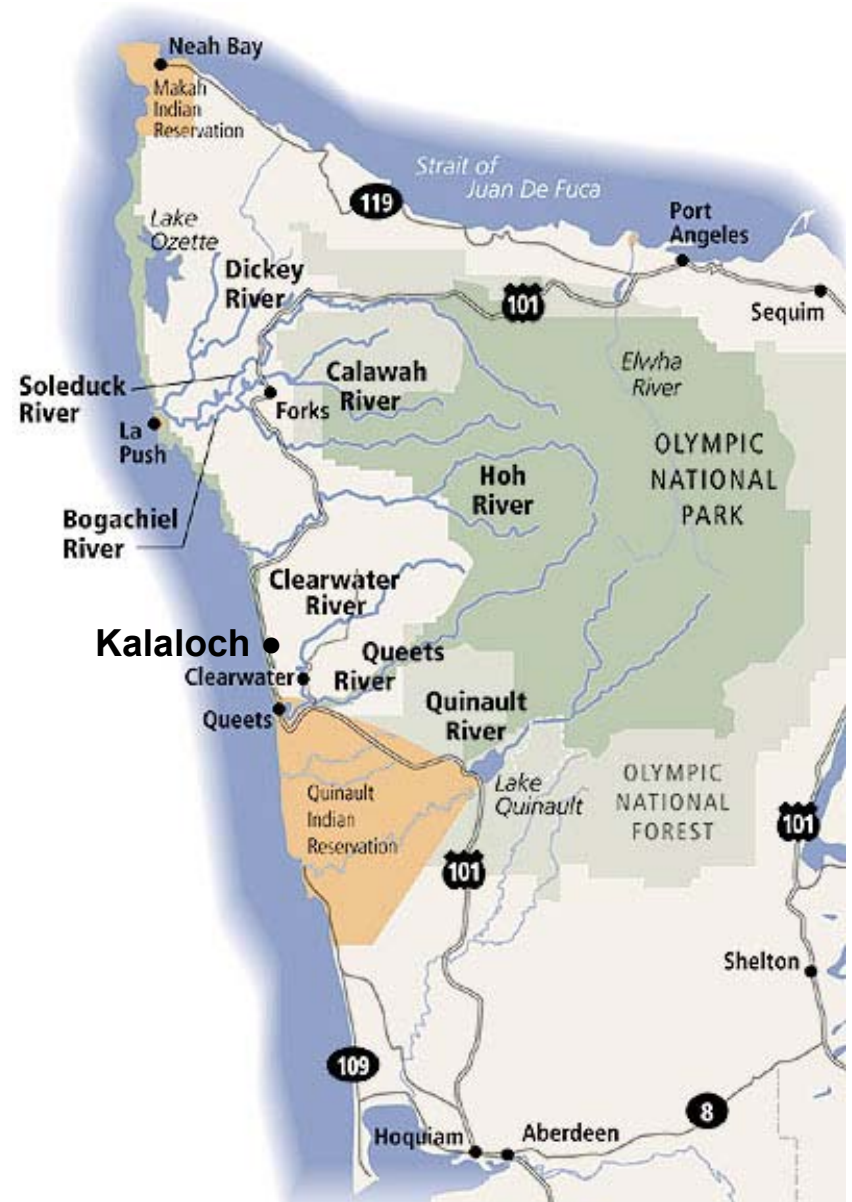 Neah Bay
Makah
Indian
Reservation
Strait of
Juan De Fuca
119
Port
Angeles
Lake
Ozette
Dickey
River
101
Sequim
Soleduck
River
Calawah
River
Elwha
River
Forks
La
Push
OLYMPIC
NATIONAL
PARK
Hoh
River
Bogachiel
River
Clearwater
River
Kalaloch
Queets
River
Clearwater
Queets
Quinault
River
Lake
Quinault
OLYMPIC
NATIONAL
FOREST
Quinault
Indian
Reservation
101
101
Shelton
109
8
Hoquiam
Aberdeen